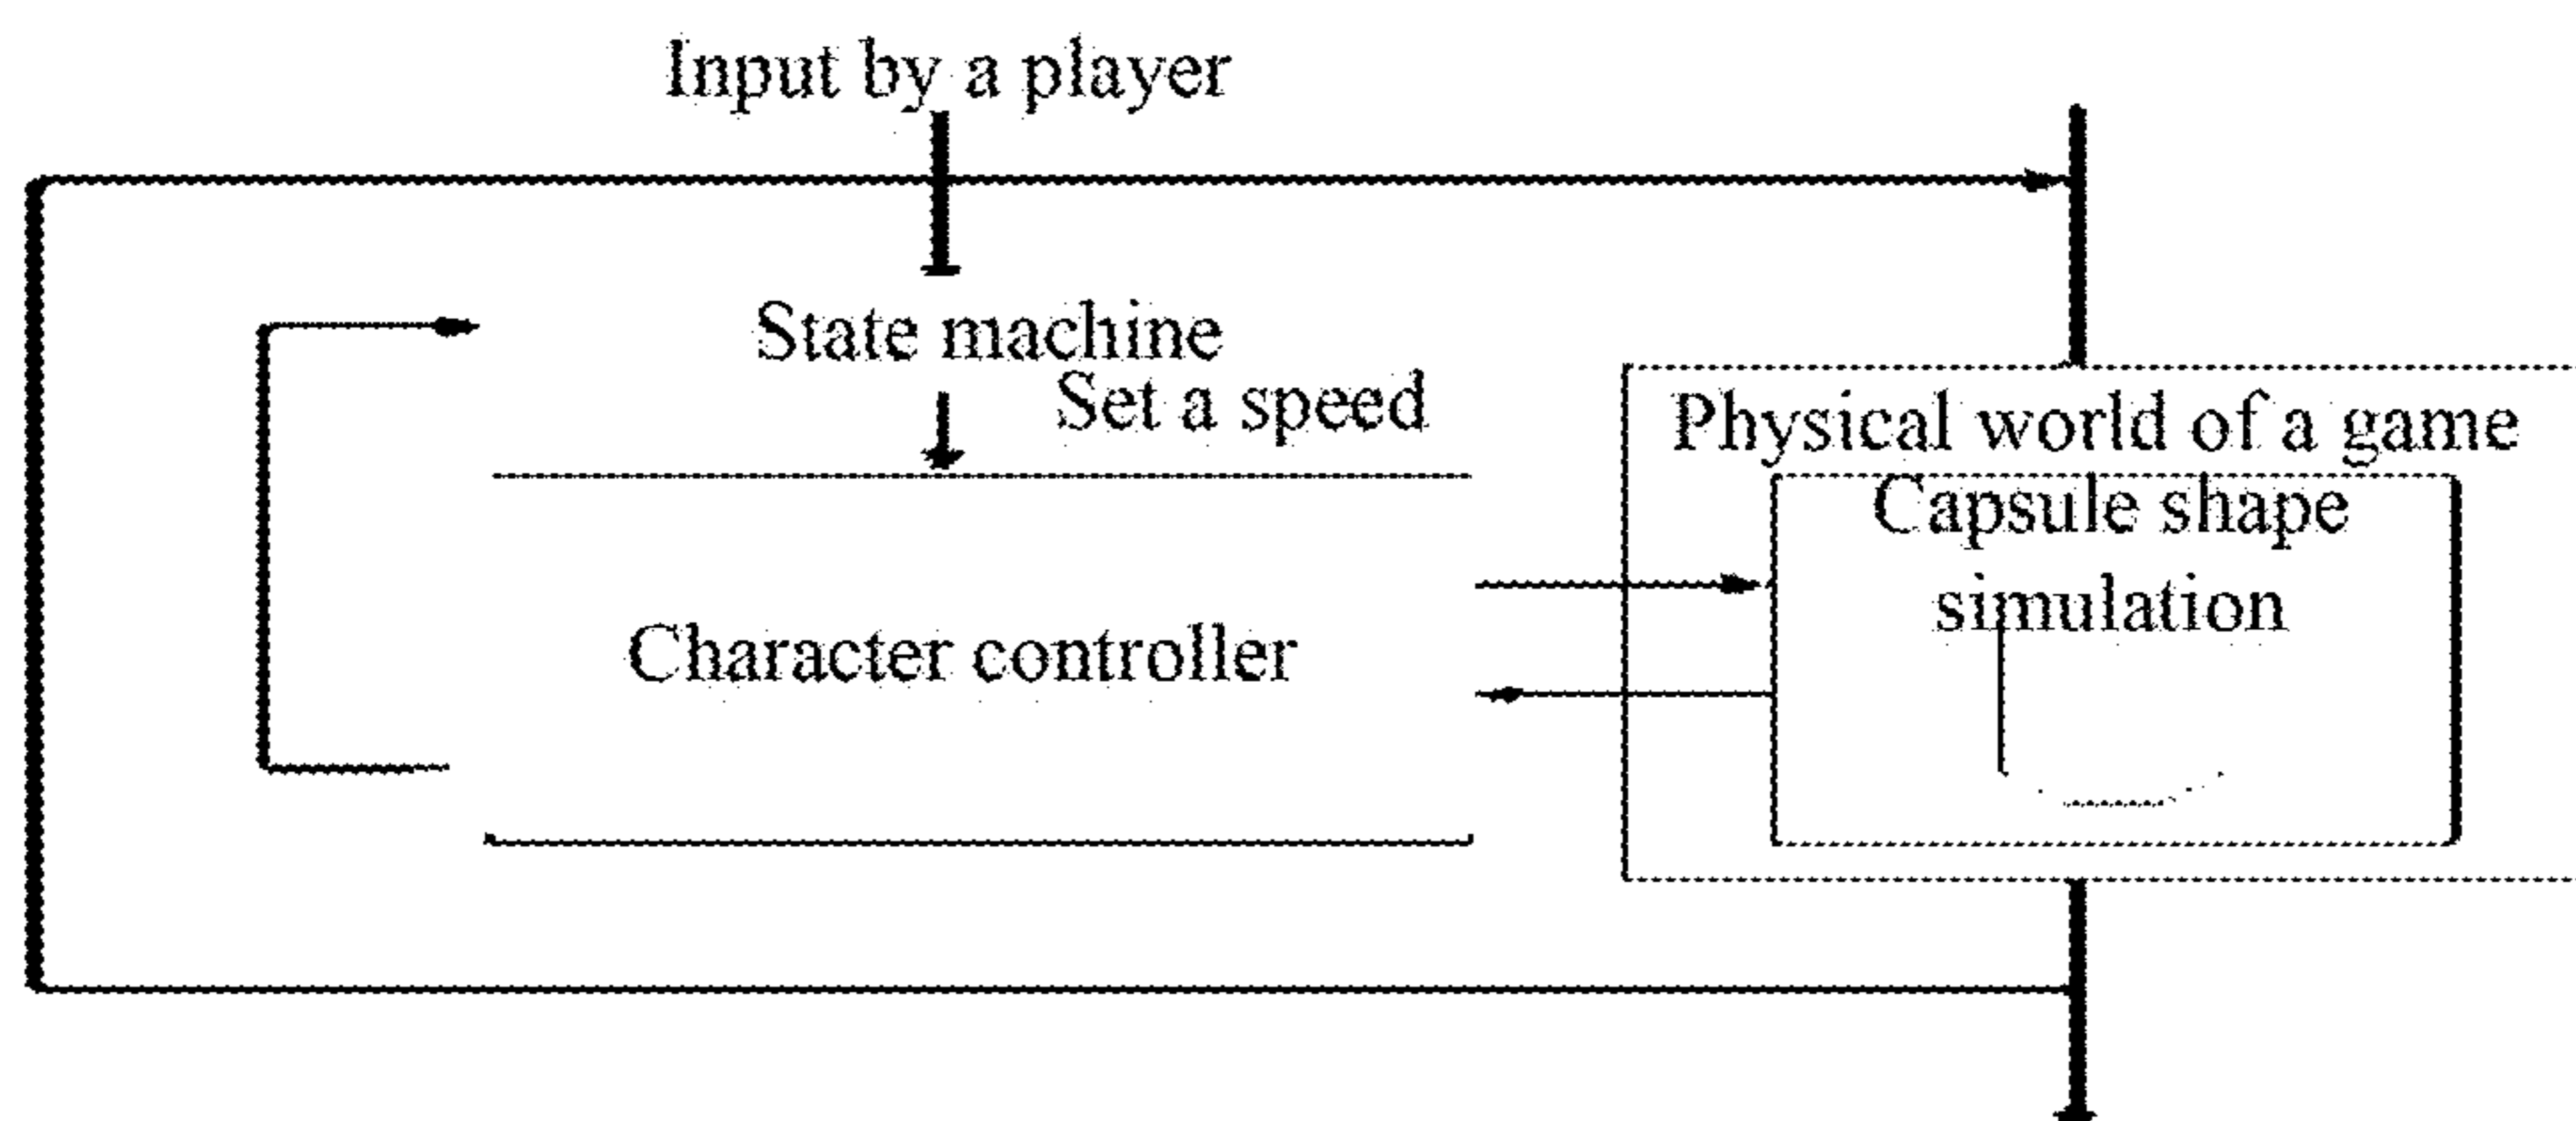 Input by a player
State machine
Set a speed
Physical world of a game
Capsule shape
simulation
Character controller